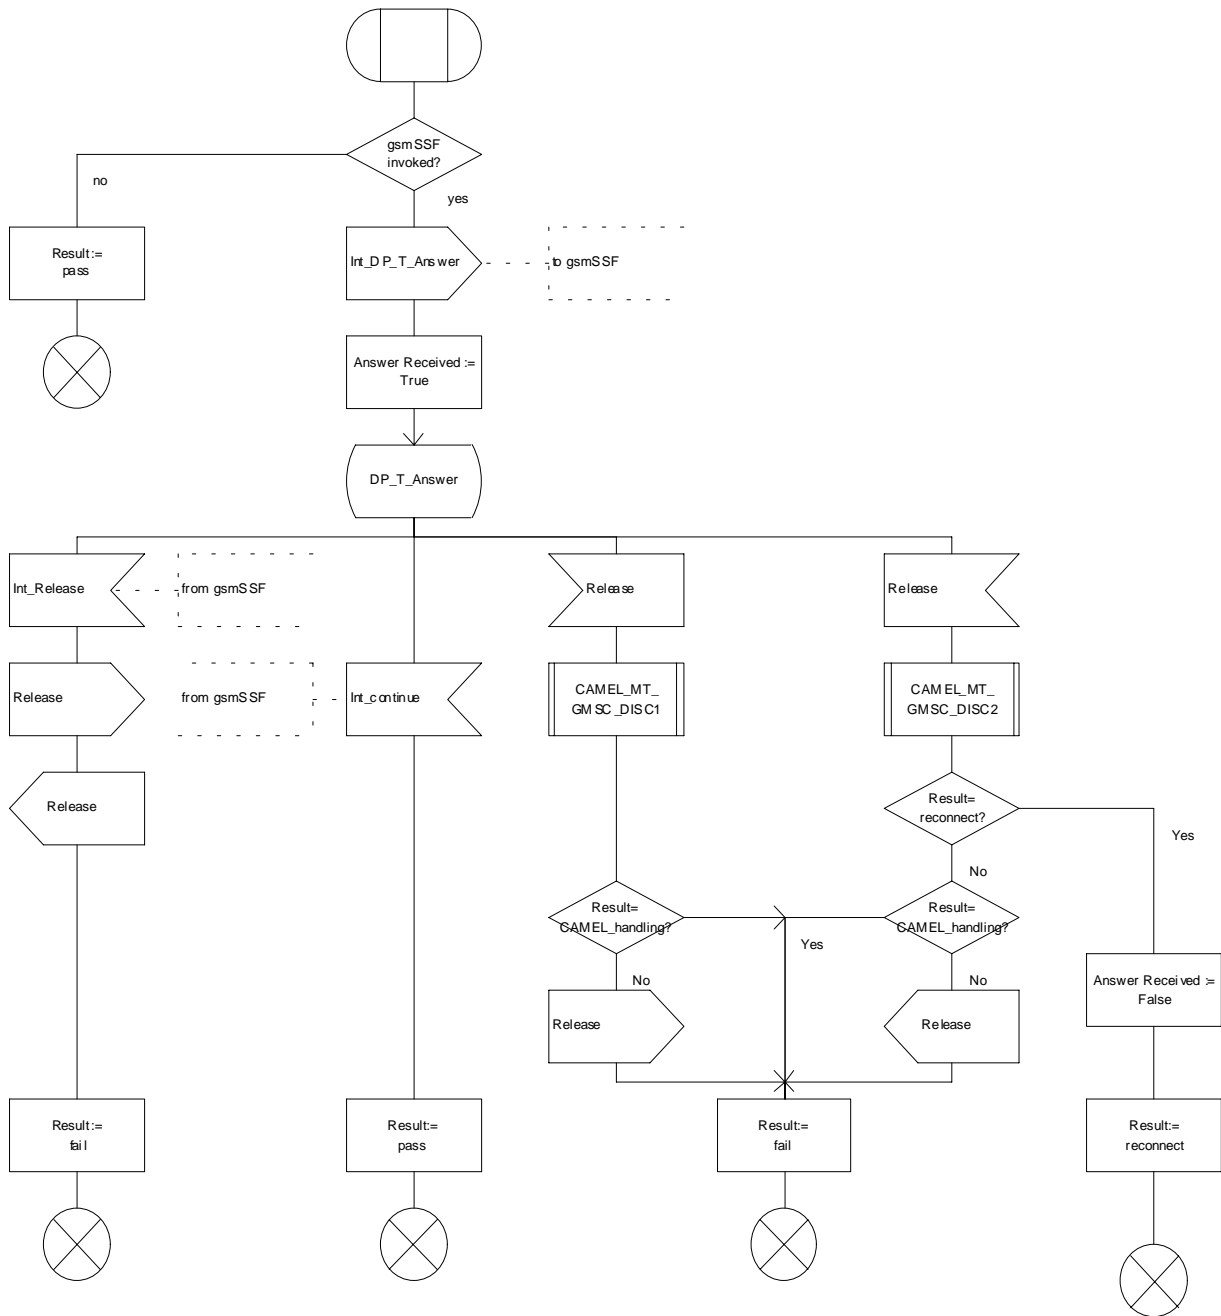 gsmSSF
invoked?
no
yes
Result:=
pass
Int_DP_T_Answer
to gsmSSF
Answer Received :=
True
DP_T_Answer
Int_Release
from gsmSSF
Release
Release
Release
from gsmSSF
Int_continue
CAMEL_MT_
GMSC_DISC1
CAMEL_MT_
GMSC_DISC2
Release
Result=
reconnect?
Yes
No
Result=
CAMEL_handling?
Result=
CAMEL_handling?
Yes
No
No
Answer Received :=
False
Release
Release
Result:=
fail
Result:=
pass
Result:=
fail
Result:=
reconnect